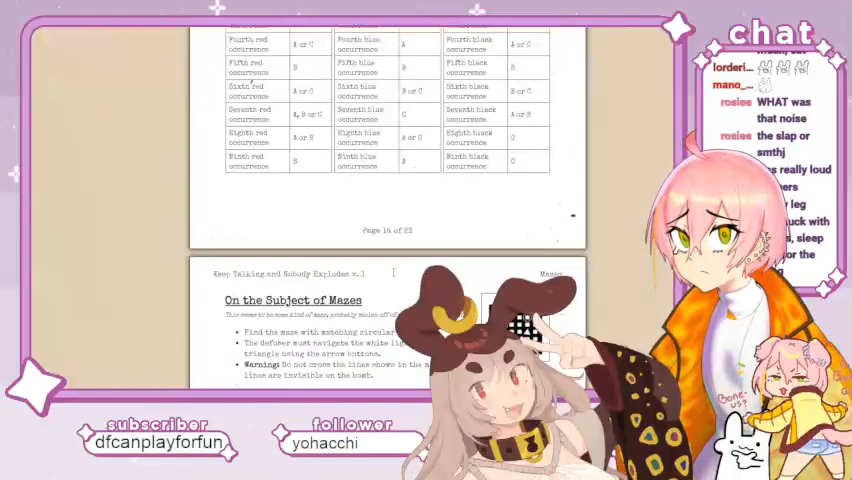 Fourth red occurrence A or C Fourth blue occurrence A Fourth black occurrence A or C
Fifth red occurrence B Fifth blue occurrence B Fifth black occurrence B
Sixth red occurrence A or C Sixth blue occurrence B or C Sixth black occurrence B or C
Seventh red occurrence A, B or C Seventh blue occurrence C Seventh black occurrence A or B
Eighth red occurrence A or B Eighth blue occurrence A or C Eighth black occurrence C
Ninth red occurrence B Ninth blue occurrence A Ninth black occurrence C
Page 14 of 23
Keep Talking and Nobody Explodes v. 1 Mazes
On the Subject of Mazes
This seems to be some kind of maze, probably stolen off of
• Find the maze with matching circular
• The defuser must navigate the white
triangle using the arrow buttons.
• Warning: Do not cross the lines shown in the
lines are invisible on the bomb.
chat
lorderi...
mano_...
rosiee WHAT was
that noise
rosiee the slap or
smthj
really loud
leg
with
sleep
or the
Bone-
us?
subscriber
dfcanplayforfun
follower
yohacchi